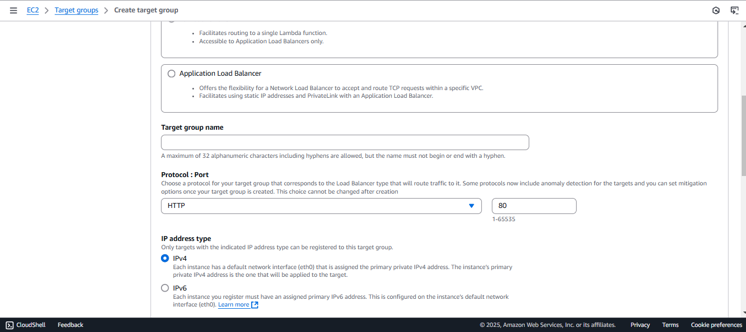 EC2 > Target groups > Create target group
Facilitates routing to a single Lambda function.
Accessible to Application Load Balancers only.
Application Load Balancer
Offers the flexibility for a Network Load Balancer to accept and route TCP requests within a specific VPC.
Facilitates using static IP addresses and PrivateLink with an Application Load Balancer.
Target group name
A maximum of 32 alphanumeric characters including hyphens are allowed, but the name must not begin or end with a hyphen.
Protocol : Port
Choose a protocol for your target group that corresponds to the Load Balancer type that will route traffic to it. Some protocols now include anomaly detection for the targets and you can set mitigation
options once your target group is created. This choice cannot be changed after creation
HTTP 80
1-65535
IP address type
Only targets with the indicated IP address type can be registered to this target group.
IPv4
Each instance has a default network interface (eth0) that is assigned the primary private IPv4 address. The instance's primary
private IPv4 address is the one that will be applied to the target.
IPv6
Each instance you register must have an assigned primary IPv6 address. This is configured on the instance's default network
interface (eth0). Learn more
CloudShell Feedback © 2025, Amazon Web Services, Inc. or its affiliates. Privacy Terms Cookie preferences